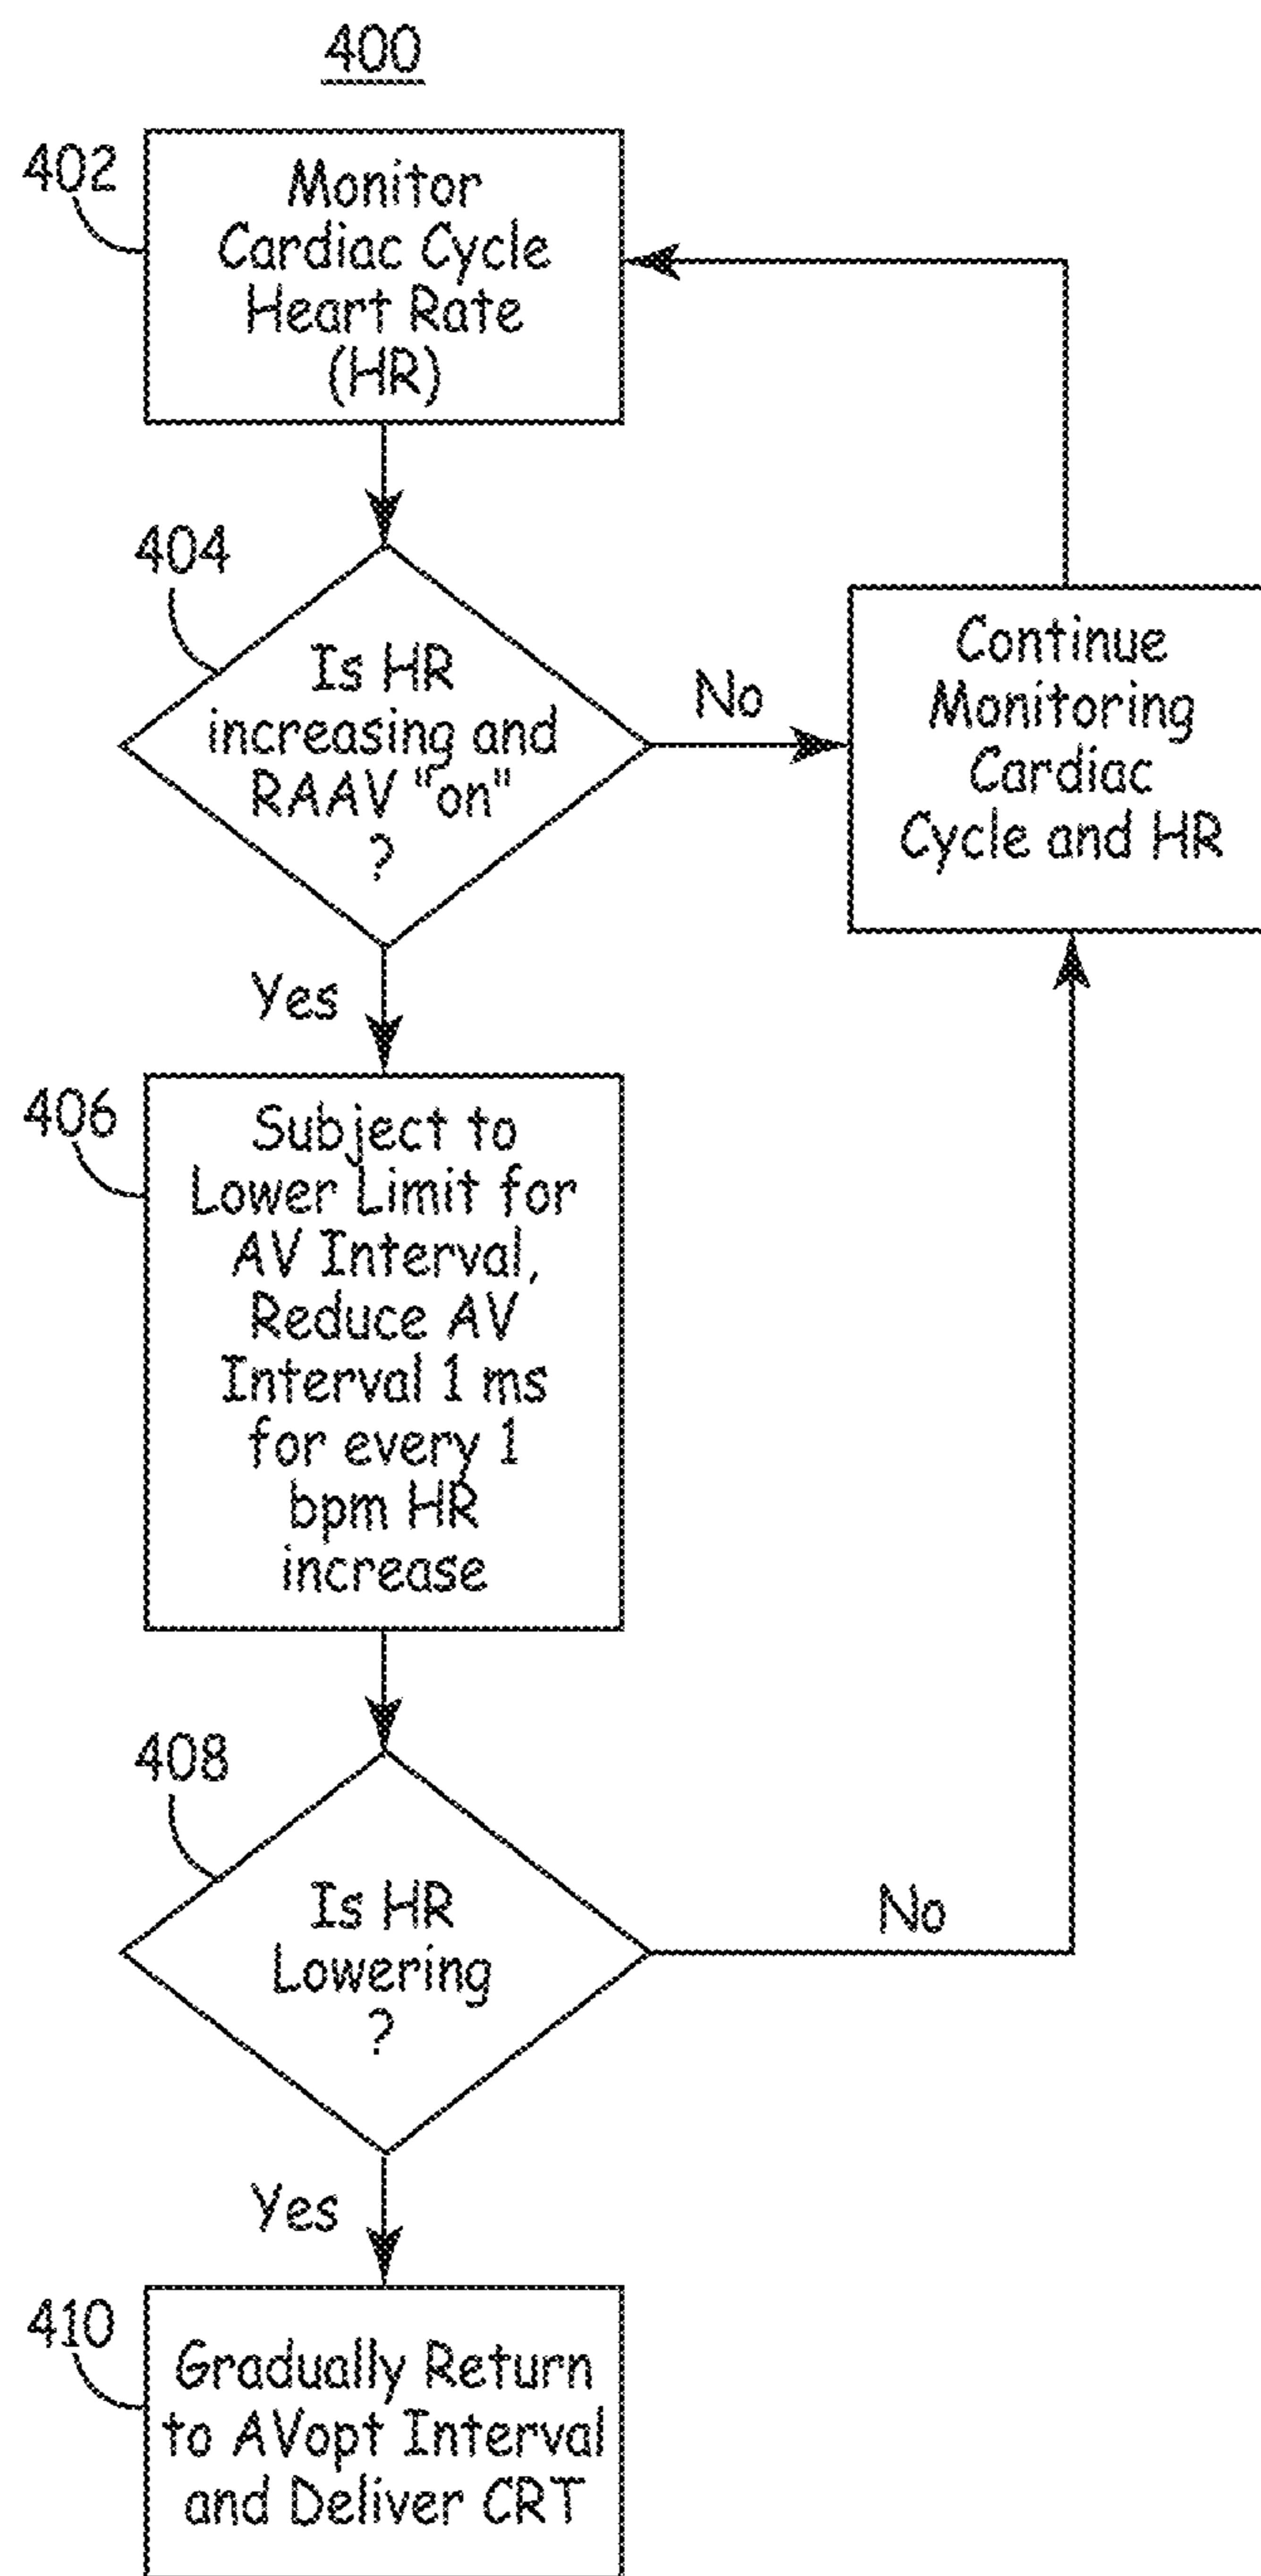 400
402
Monitor
Cardiac Cycle
Heart Rate
(HR)
404
Is HR
increasing and
RAAV "on"
?
No
Continue
Monitoring
Cardiac
Cycle and HR
Yes
406
Subject to
Lower Limit for
AV Interval,
Reduce AV
Interval 1 ms
for every 1
bpm HR
increase
408
Is HR
Lowering
?
No
Yes
410
Gradually Return
to AVopt Interval
and Deliver CRT